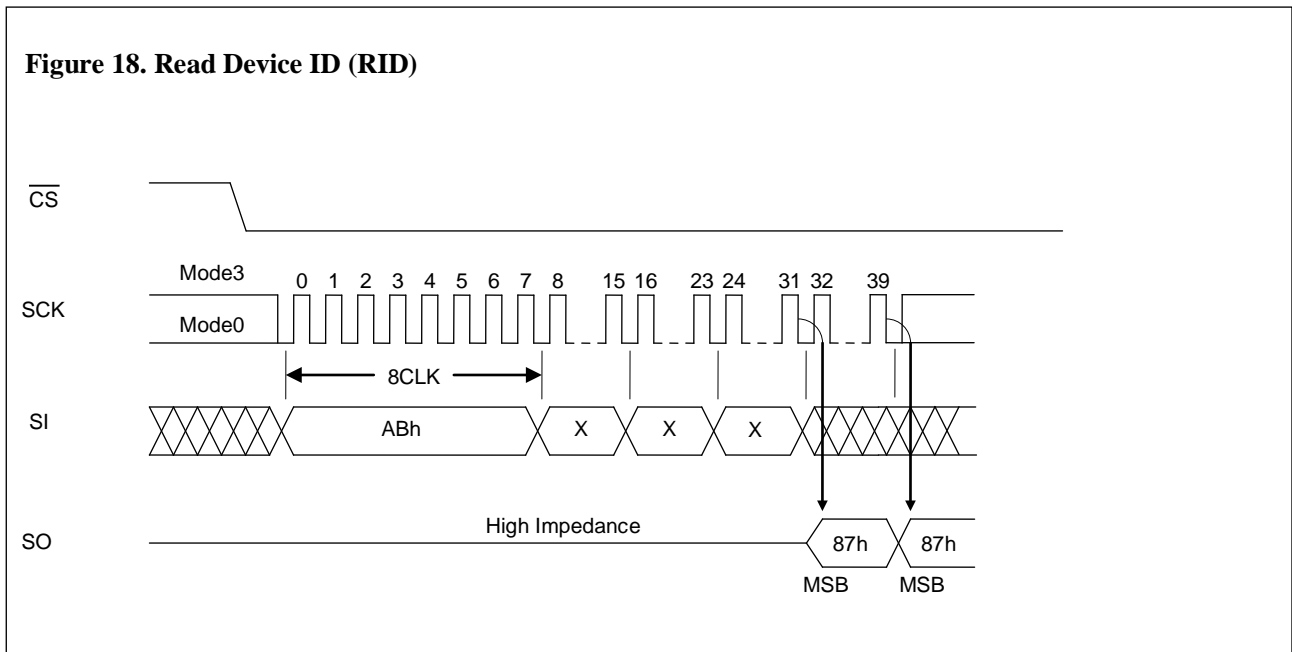 Figure 18. Read Device ID (RID)
CS
Mode3
0 1 2 3 4 5 6 7 8 15 16 23 24 31 32 39
SCK
Mode0
8CLK
SI
ABh X X X
High Impedance
SO
87h 87h
MSB MSB